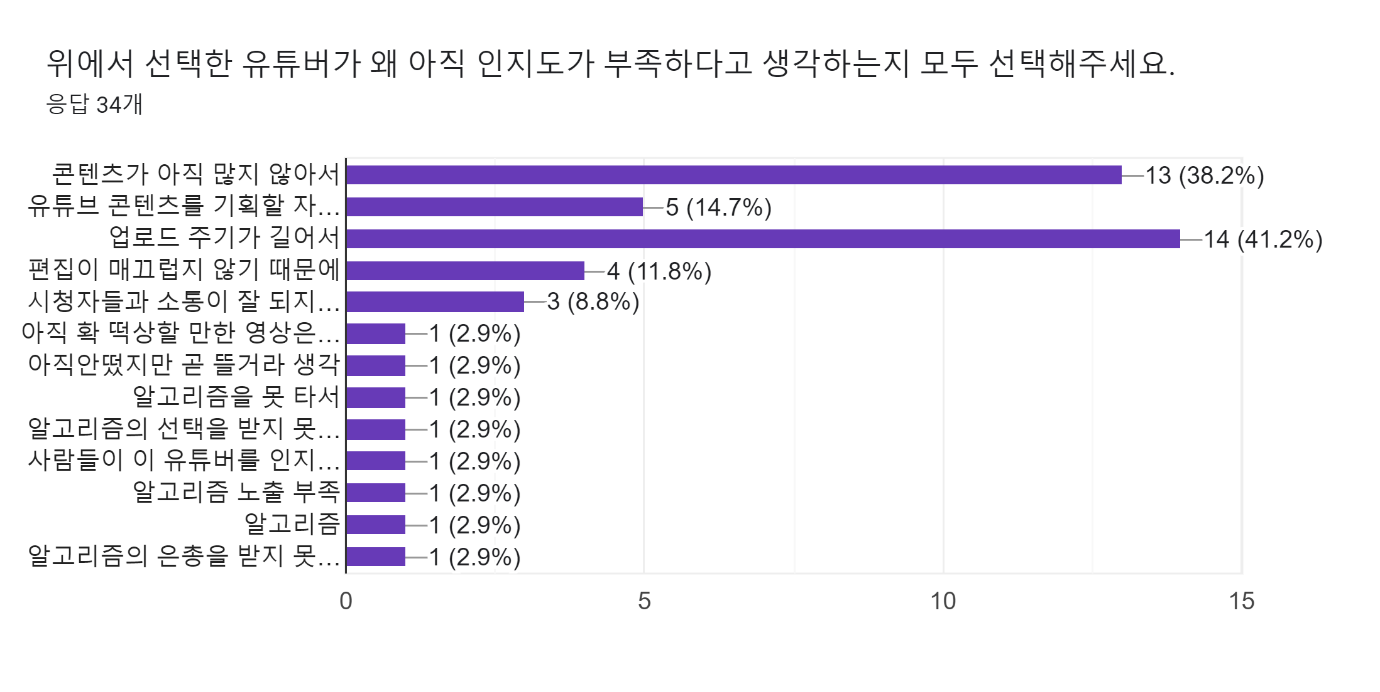 위에서 선택한 유튜버가 왜 아직 인지도가 부족하다고 생각하는지 모두 선택해주세요.
응답 34개
콘텐츠가 아직 많지 않아서 13 (38.2%)
유튜브 콘텐츠를 기획할 자… 5 (14.7%)
업로드 주기가 길어서 14 (41.2%)
편집이 매끄럽지 않기 때문에 4 (11.8%)
시청자들과 소통이 잘 되지… 3 (8.8%)
아직 확 떡상할 만한 영상은… 1 (2.9%)
아직안떴지만 곧 뜰거라 생각 1 (2.9%)
알고리즘을 못 타서 1 (2.9%)
알고리즘의 선택을 받지 못… 1 (2.9%)
사람들이 이 유튜버를 인지… 1 (2.9%)
알고리즘 노출 부족 1 (2.9%)
알고리즘 1 (2.9%)
알고리즘의 은총을 받지 못… 1 (2.9%)
0 5 10 15